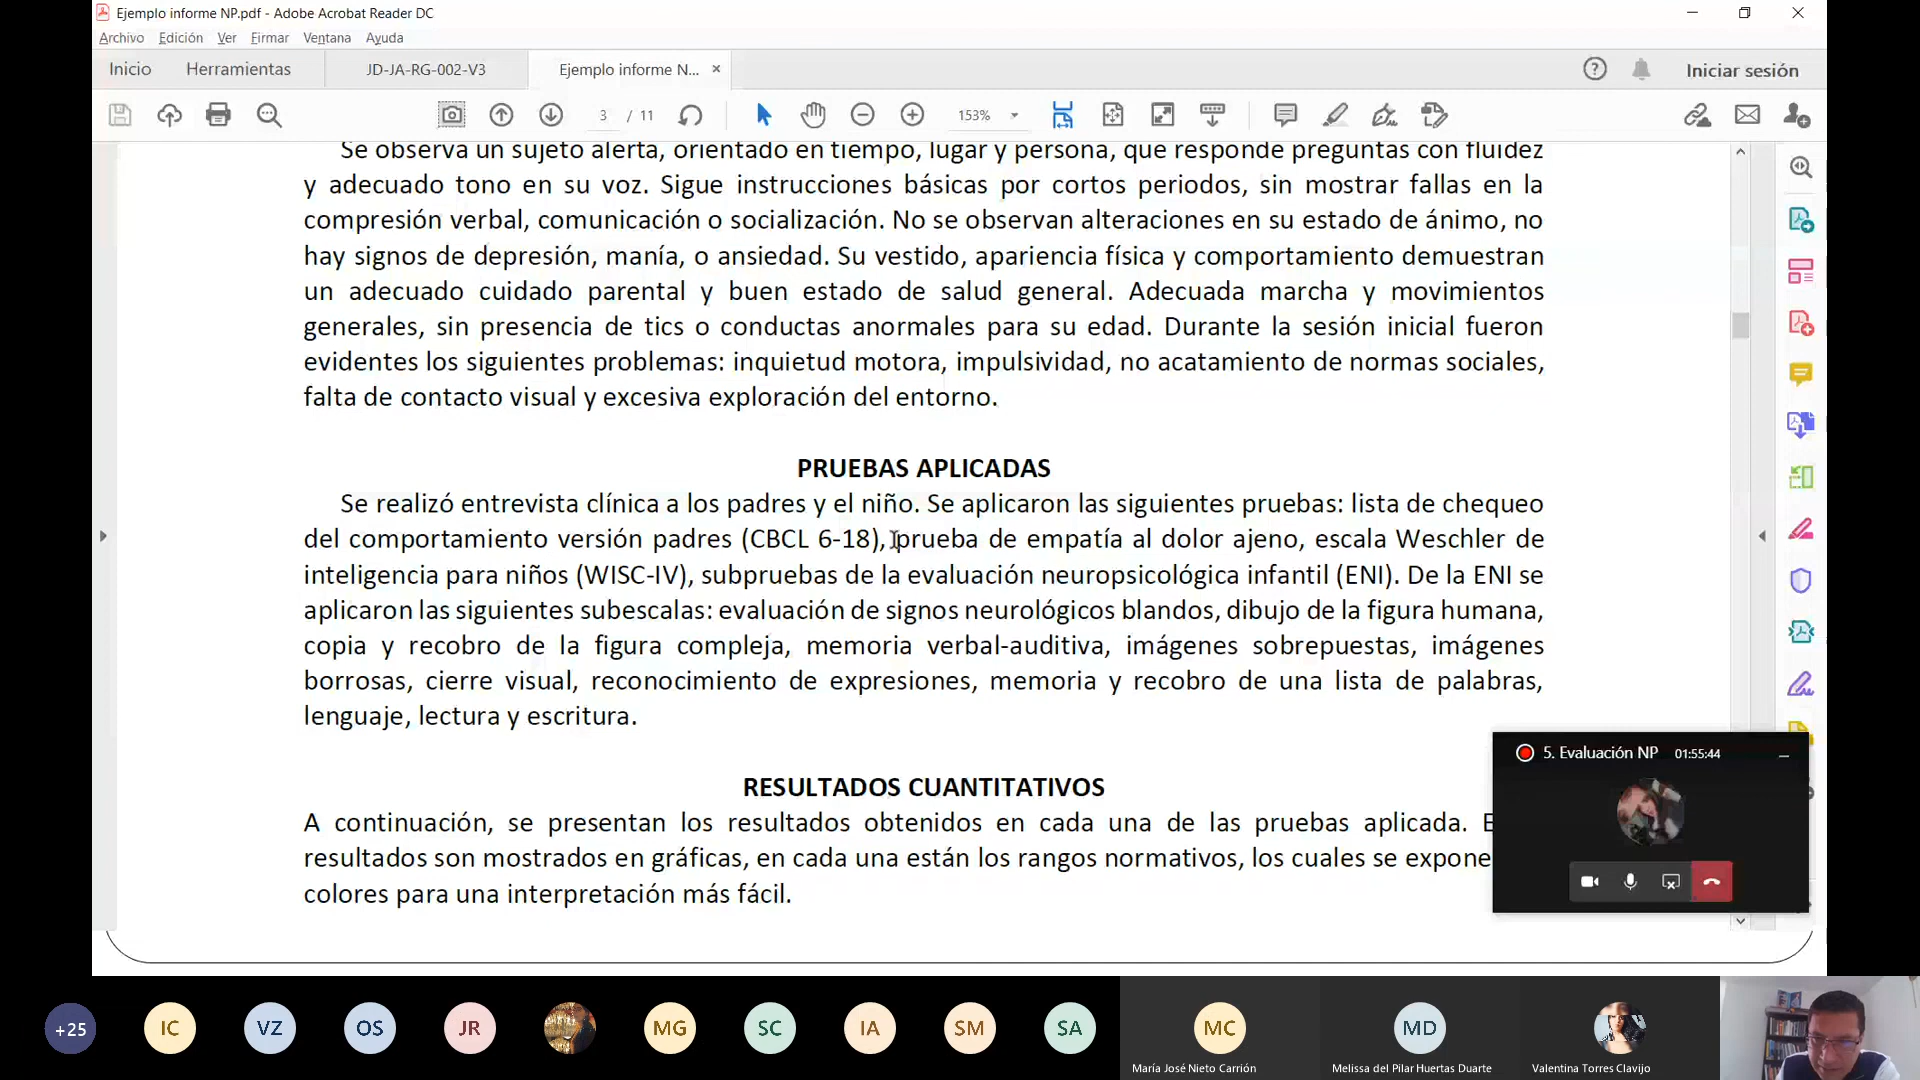 Ejemplo informe NP.pdf - Adobe Acrobat Reader DC
Archivo Edición Ver Firmar Ventana Ayuda
Inicio Herramientas JD-JA-RG-002-V3 Ejemplo informe N... × Iniciar sesión
3 / 11 153%
Se observa un sujeto alerta, orientado en tiempo, lugar y persona, que responde preguntas con fluidez
y adecuado tono en su voz. Sigue instrucciones básicas por cortos periodos, sin mostrar fallas en la
compresión verbal, comunicación o socialización. No se observan alteraciones en su estado de ánimo, no
hay signos de depresión, manía, o ansiedad. Su vestido, apariencia física y comportamiento demuestran
un adecuado cuidado parental y buen estado de salud general. Adecuada marcha y movimientos
generales, sin presencia de tics o conductas anormales para su edad. Durante la sesión inicial fueron
evidentes los siguientes problemas: inquietud motora, impulsividad, no acatamiento de normas sociales,
falta de contacto visual y excesiva exploración del entorno.
PRUEBAS APLICADAS
Se realizó entrevista clínica a los padres y el niño. Se aplicaron las siguientes pruebas: lista de chequeo
del comportamiento versión padres (CBCL 6-18), prueba de empatía al dolor ajeno, escala Weschler de
inteligencia para niños (WISC-IV), subpruebas de la evaluación neuropsicológica infantil (ENI). De la ENI se
aplicaron las siguientes subescalas: evaluación de signos neurológicos blandos, dibujo de la figura humana,
copia y recobro de la figura compleja, memoria verbal-auditiva, imágenes sobrepuestas, imágenes
borrosas, cierre visual, reconocimiento de expresiones, memoria y recobro de una lista de palabras,
lenguaje, lectura y escritura.
RESULTADOS CUANTITATIVOS
A continuación, se presentan los resultados obtenidos en cada una de las pruebas aplicada.
resultados son mostrados en gráficas, en cada una están los rangos normativos, los cuales se
colores para una interpretación más fácil.
5. Evaluación NP 01:55:44
+25 IC VZ OS JR MG SC IA SM SA MC MD
María José Nieto Carrión Melissa del Pilar Huertas Duarte Valentina Torres Clavijo